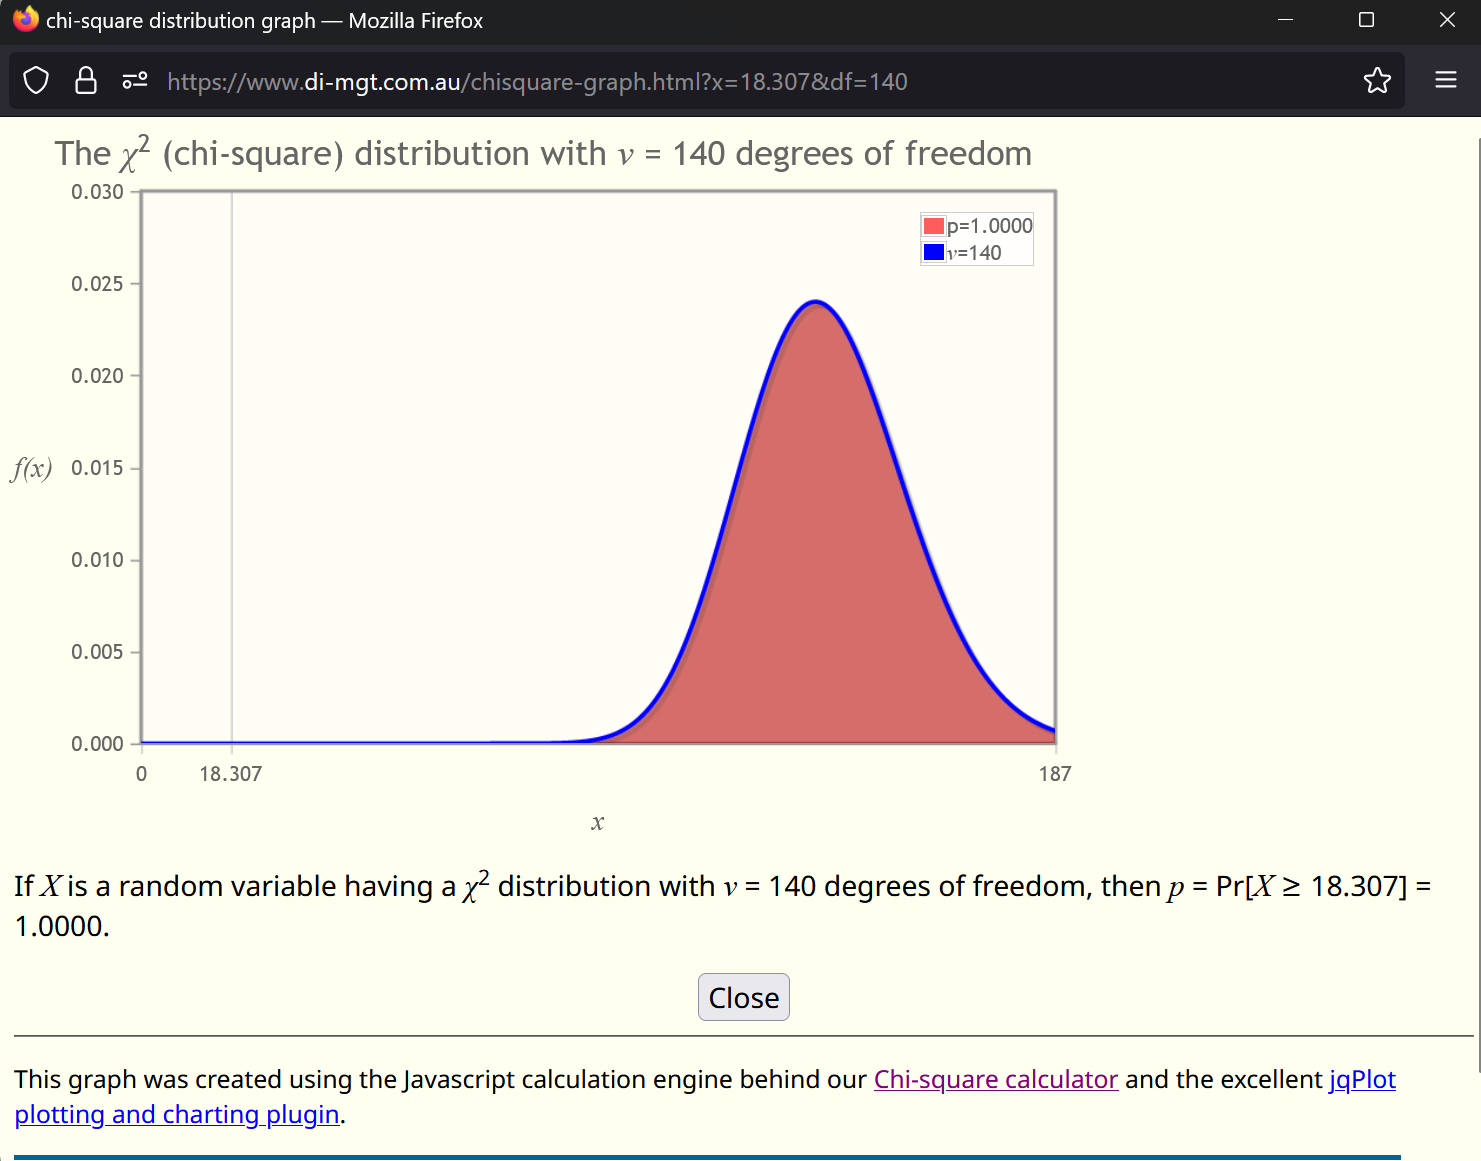 chi-square distribution graph — Mozilla Firefox
https://www.di-mgt.com.au/chisquare-graph.html?x=18.307&df=140
The χ² (chi-square) distribution with ν = 140 degrees of freedom
0.030
p=1.0000
ν=140
0.025
0.020
f(x)
0.015
0.010
0.005
0.000
0 18.307 187
x
If X is a random variable having a χ² distribution with ν = 140 degrees of freedom, then p = Pr[X ≥ 18.307] =
1.0000.
Close
This graph was created using the Javascript calculation engine behind our Chi-square calculator and the excellent jqPlot
plotting and charting plugin.